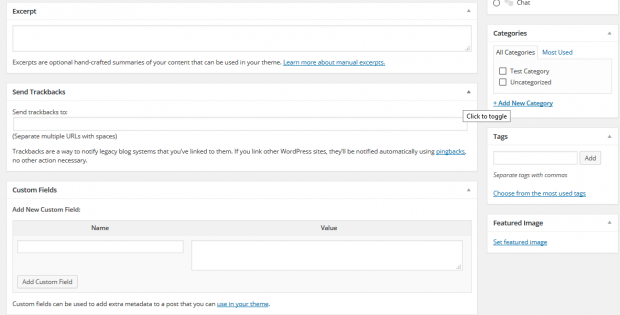 Excerpt
Excerpts are optional hand-crafted summaries of your content that can be used in your theme. Learn more about manual excerpts.
Send Trackbacks
Send trackbacks to:
(Separate multiple URLs with spaces)
Trackbacks are a way to notify legacy blog systems that you've linked to them. If you link other WordPress sites, they'll be notified automatically using pingbacks,
no other action necessary.
Custom Fields
Add New Custom Field:
Name Value
Add Custom Field
Custom fields can be used to add extra metadata to a post that you can use in your theme.
Chat
Categories
All Categories Most Used
Test Category
Uncategorized
+ Add New Category
Click to toggle
Tags
Add
Separate tags with commas
Choose from the most used tags
Featured Image
Set featured image